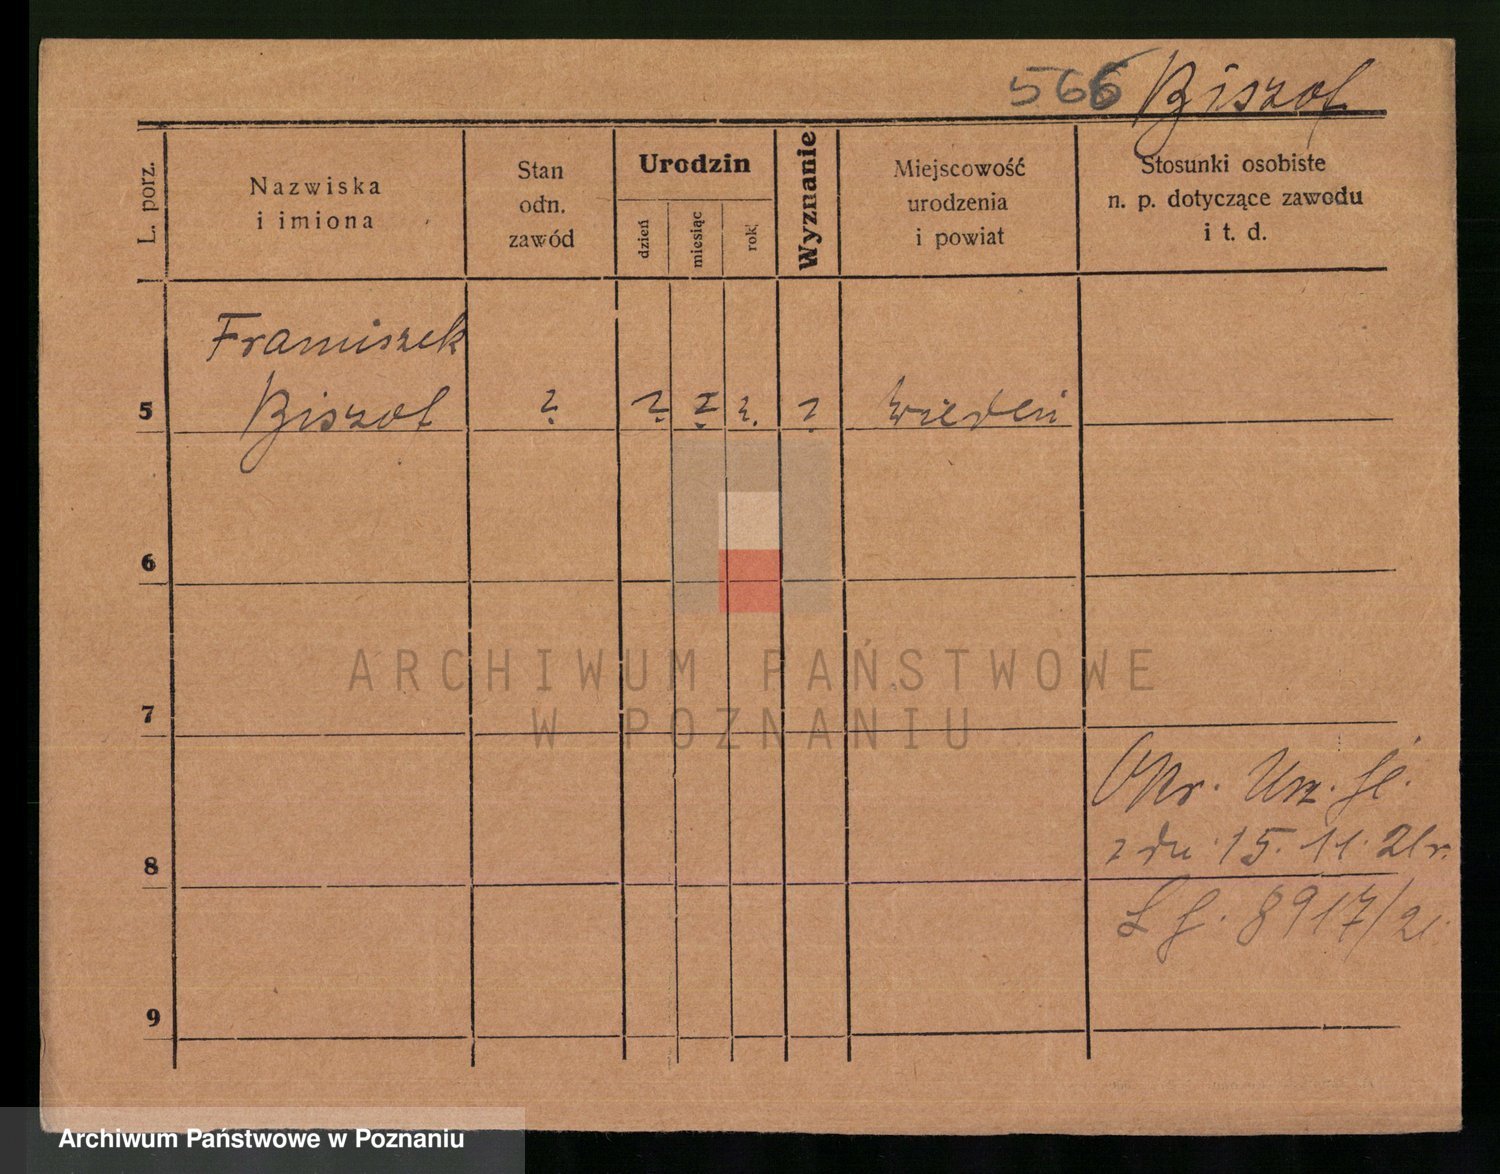 566 Biszof
L. porz.
Nazwiska
i imiona
Stan
odn.
zawód
Urodzin
dzień
miesiąc
rok
Wyznanie
Miejscowość
urodzenia
i powiat
Stosunki osobiste
n. p. dotyczące zawodu
i t. d.
Franciszek
5 Biszof ? ? ? ? ? Wiedeń
6
7
Okr. Urz. 
z dn. 15. 11. 21 r.
8
8917/21.
9
ARCHIWUM PAŃSTWOWE
W POZNANIU
Archiwum Państwowe w Poznaniu